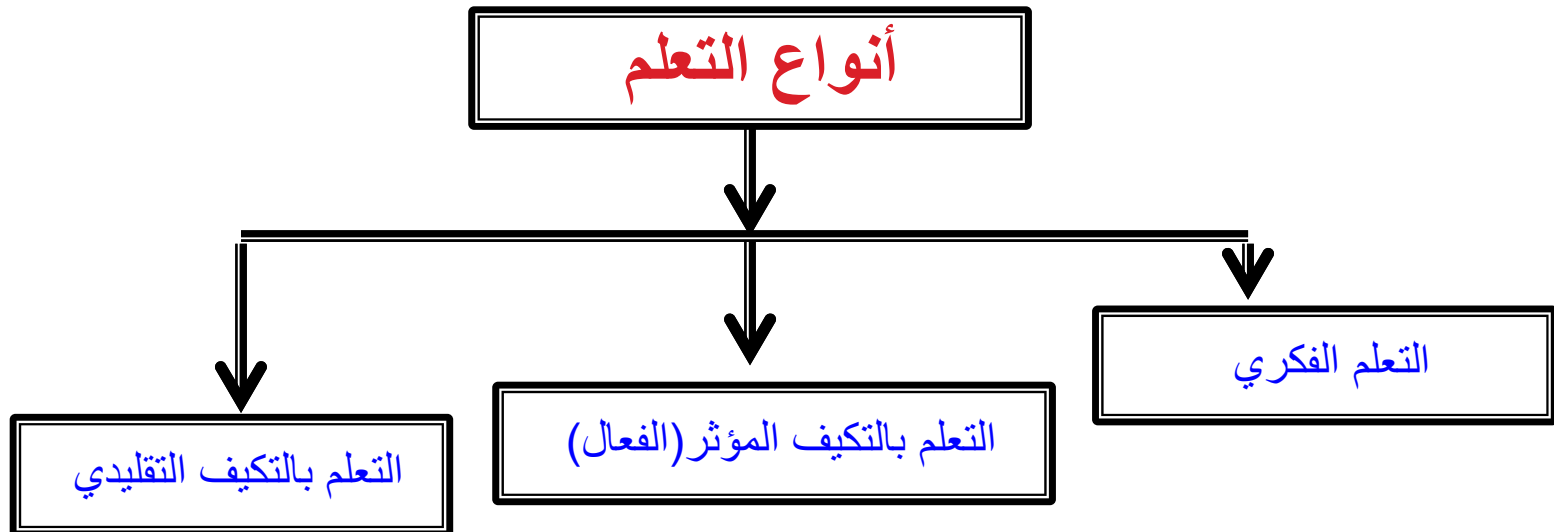 أنواع التعلم
التعلم الفكري
التعلم بالتكيف المؤثر(الفعال)
التعلم بالتكيف التقليدي